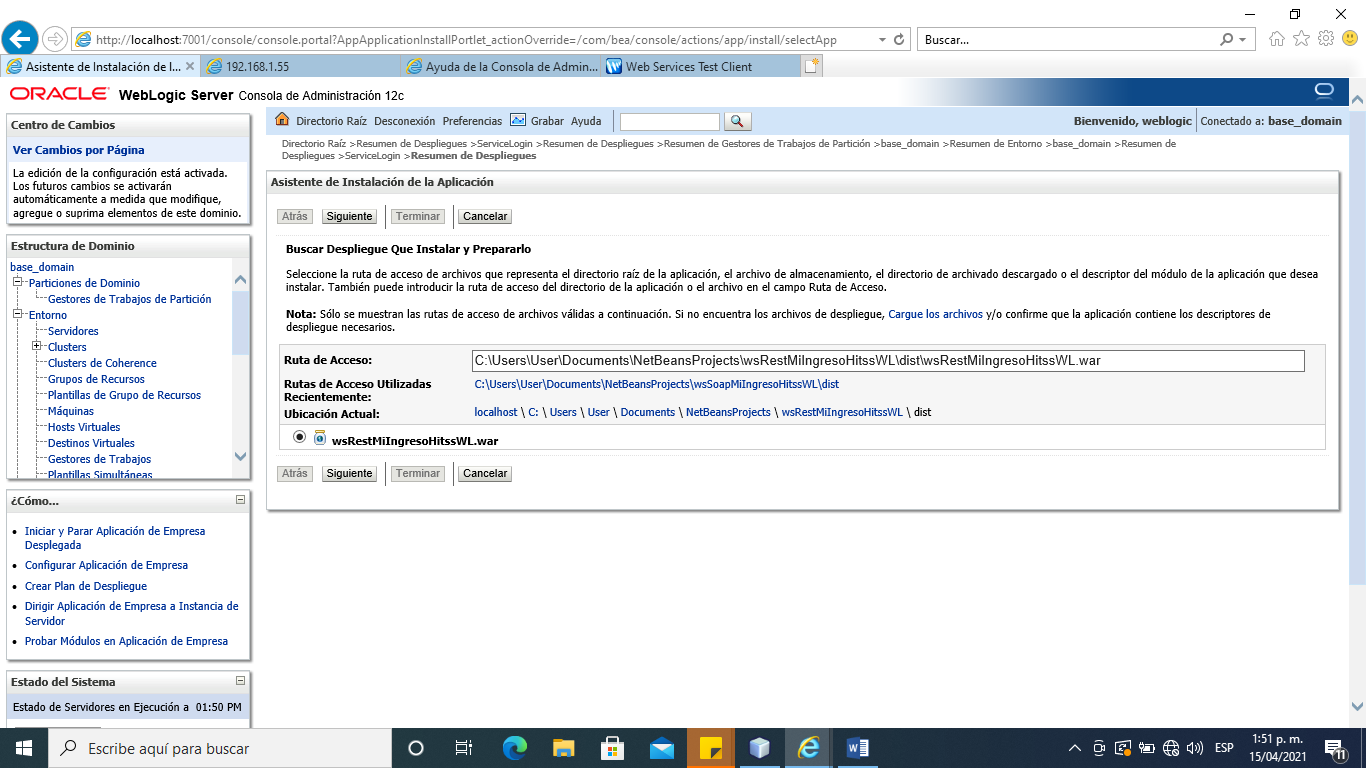 http://localhost:7001/console/console.portal?AppApplicationInstallPortlet_actionOverride=/com/bea/console/actions/app/install/selectApp
Buscar...
Asistente de Instalación de l...
192.168.1.55
Ayuda de la Consola de Admin...
Web Services Test Client
ORACLE WebLogic Server Consola de Administración 12c
Centro de Cambios
Ver Cambios por Página
La edición de la configuración está activada.
Los futuros cambios se activarán
automáticamente a medida que modifique,
agregue o suprima elementos de este dominio.
Estructura de Dominio
base_domain
Particiones de Dominio
Gestores de Trabajos de Partición
Entorno
Servidores
Clusters
Clusters de Coherence
Grupos de Recursos
Plantillas de Grupo de Recursos
Máquinas
Hosts Virtuales
Destinos Virtuales
Gestores de Trabajos
Plantillas Simultáneas
¿Cómo...
Iniciar y Parar Aplicación de Empresa
Desplegada
Configurar Aplicación de Empresa
Crear Plan de Despliegue
Dirigir Aplicación de Empresa a Instancia de
Servidor
Probar Módulos en Aplicación de Empresa
Estado del Sistema
Estado de Servidores en Ejecución a 01:50 PM
Directorio Raíz Desconexión Preferencias Grabar Ayuda
Bienvenido, weblogic Conectado a: base_domain
Directorio Raíz >Resumen de Despliegues >ServiceLogin >Resumen de Despliegues >Resumen de Gestores de Trabajos de Partición >base_domain >Resumen de Entorno >base_domain >Resumen de
Despliegues >ServiceLogin >Resumen de Despliegues
Asistente de Instalación de la Aplicación
Atrás Siguiente Terminar Cancelar
Buscar Despliegue Que Instalar y Prepararlo
Seleccione la ruta de acceso de archivos que representa el directorio raíz de la aplicación, el archivo de almacenamiento, el directorio de archivado descargado o el descriptor del módulo de la aplicación que desea
instalar. También puede introducir la ruta de acceso del directorio de la aplicación o el archivo en el campo Ruta de Acceso.
Nota: Sólo se muestran las rutas de acceso de archivos válidas a continuación. Si no encuentra los archivos de despliegue, Cargue los archivos y/o confirme que la aplicación contiene los descriptores de
despliegue necesarios.
Ruta de Acceso: C:\Users\User\Documents\NetBeansProjects\wsRestMiIngresoHitssWL\dist\wsRestMiIngresoHitssWL.war
Rutas de Acceso Utilizadas C:\Users\User\Documents\NetBeansProjects\wsSoapMiIngresoHitssWL\dist
Recientemente:
Ubicación Actual: localhost \ C: \ Users \ User \ Documents \ NetBeansProjects \ wsRestMiIngresoHitssWL \ dist
wsRestMiIngresoHitssWL.war
Atrás Siguiente Terminar Cancelar
Escribe aquí para buscar
ESP
1:51 p. m.
15/04/2021
11